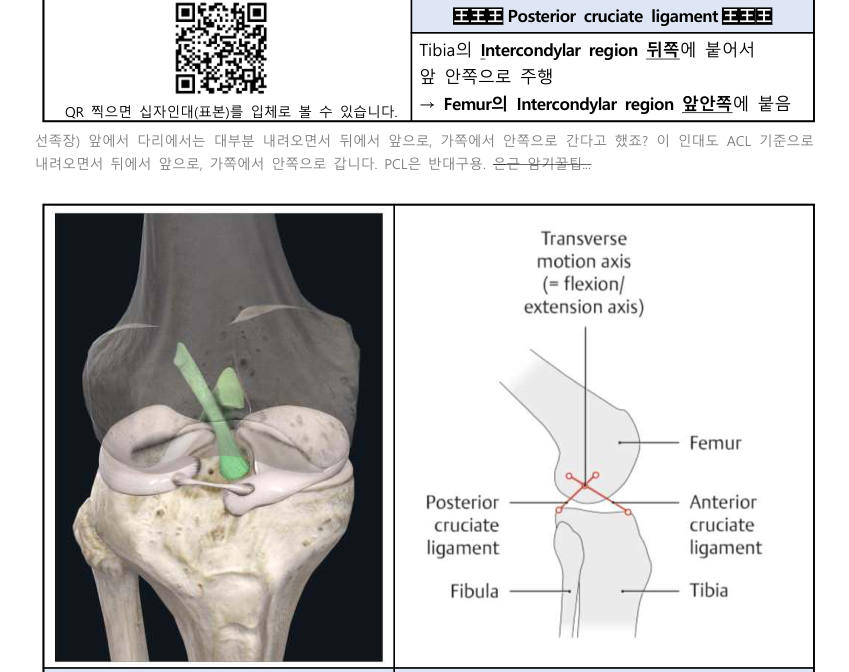 Posterior cruciate ligament
QR 찍으면 십자인대(표본)를 입체로 볼 수 있습니다.
Tibia의 Intercondylar region 뒤쪽에 붙어서
앞 안쪽으로 주행
→ Femur의 Intercondylar region 앞안쪽에 붙음
선족장) 앞에서 다리에서는 대부분 내려오면서 뒤에서 앞으로, 가쪽에서 안쪽으로 간다고 했죠? 이 인대도 ACL 기준으로
내려오면서 뒤에서 앞으로, 가쪽에서 안쪽으로 갑니다. PCL은 반대구용. 은근 암기꿀팁...
Transverse
motion axis
(= flexion/
extension axis)
Femur
Posterior
cruciate
ligament
Anterior
cruciate
ligament
Fibula
Tibia